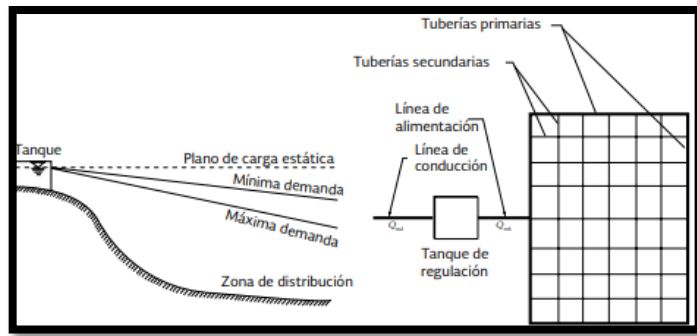 Tanque
Plano de carga estática
Mínima demanda
Máxima demanda
Zona de distribución
Tuberías primarias
Tuberías secundarias
Línea de
alimentación
Línea de
conducción
Tanque de
regulación